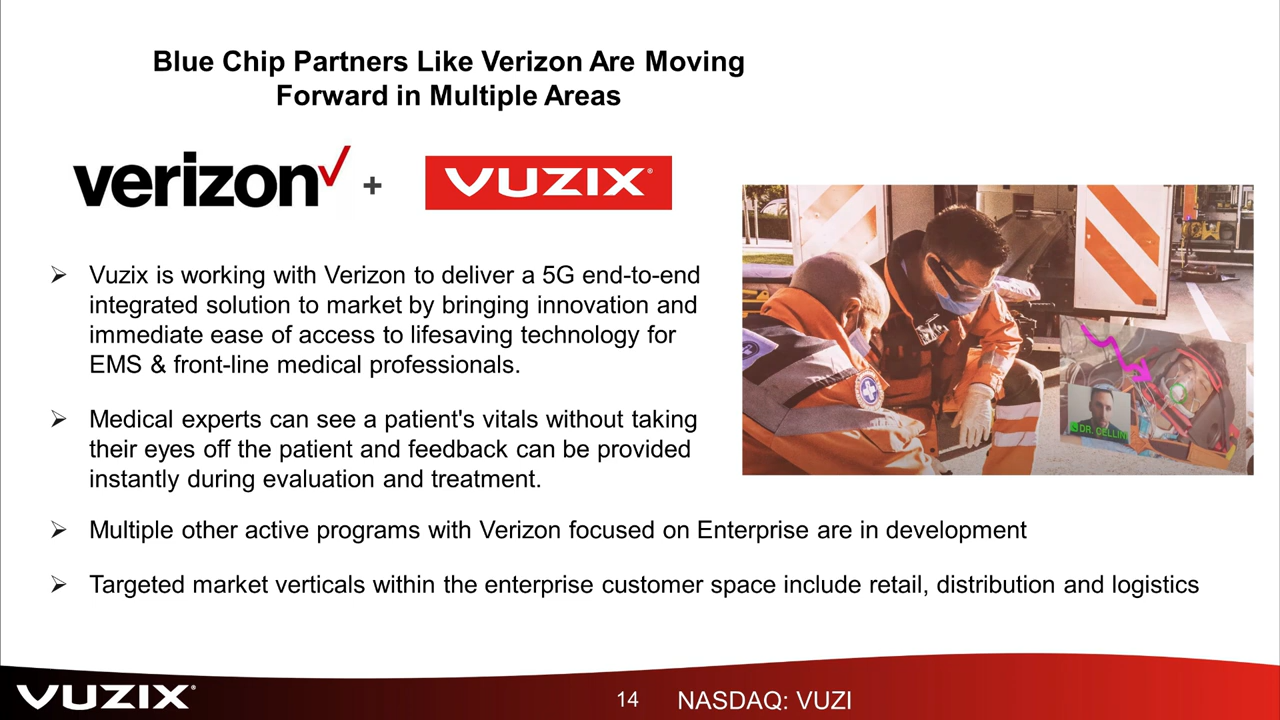 Blue Chip Partners Like Verizon Are Moving
Forward in Multiple Areas
verizon
+
VUZIX®
Vuzix is working with Verizon to deliver a 5G end-to-end
integrated solution to market by bringing innovation and
immediate ease of access to lifesaving technology for
EMS & front-line medical professionals.
Medical experts can see a patient's vitals without taking
their eyes off the patient and feedback can be provided
instantly during evaluation and treatment.
DR. CELLINI
Multiple other active programs with Verizon focused on Enterprise are in development
Targeted market verticals within the enterprise customer space include retail, distribution and logistics
VUZIX®
14
NASDAQ: VUZI